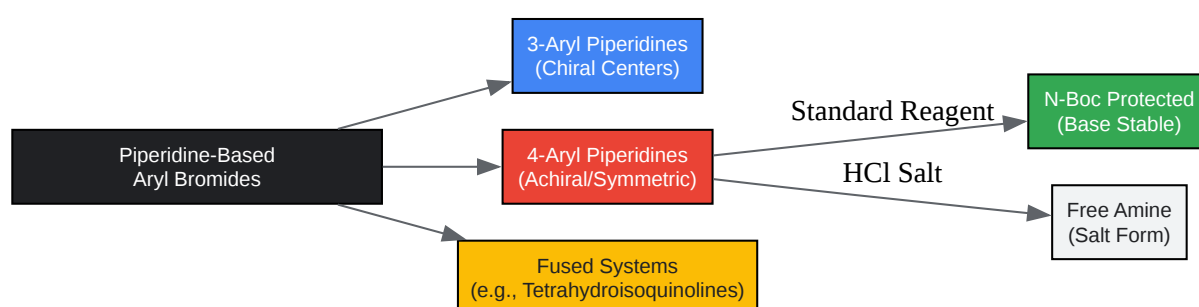 3-Aryl Piperidines
(Chiral Centers)
Piperidine-Based
Aryl Bromides
4-Aryl Piperidines
(Achiral/Symmetric)
Standard Reagent
HCl Salt
N-Boc Protected
(Base Stable)
Free Amine
(Salt Form)
Fused Systems
(e.g., Tetrahydroisoquinolines)